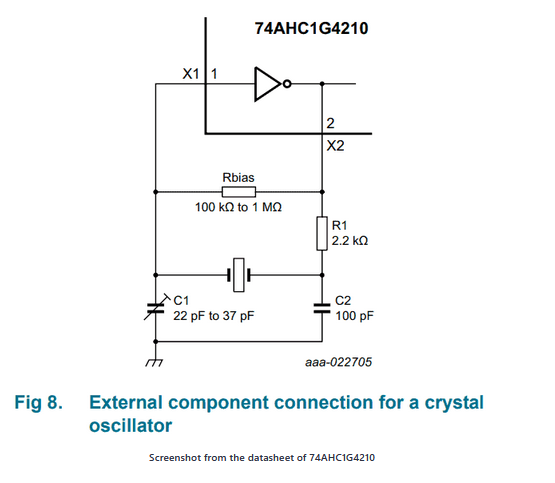 74AHC1G4210
X1 1
2
X2
Rbias
100 kΩ to 1 MΩ
R1
2.2 kΩ
C1
22 pF to 37 pF
C2
100 pF
aaa-022705
Fig 8. External component connection for a crystal
oscillator
Screenshot from the datasheet of 74AHC1G4210